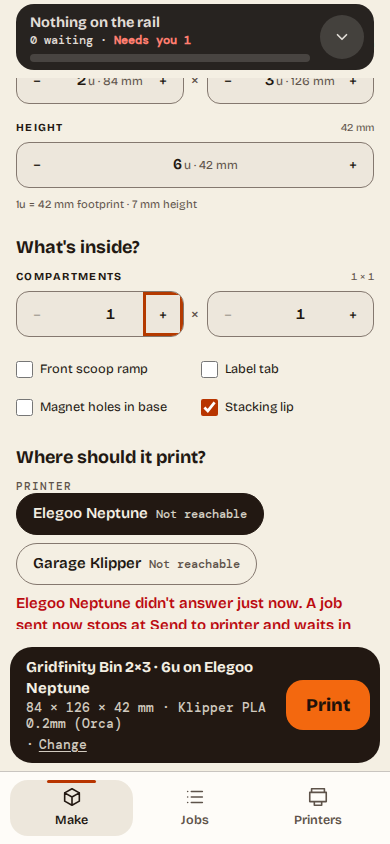 Nothing on the rail
0 waiting · Needs you 1
− 2 u · 84 mm + × − 3 u · 126 mm +
HEIGHT 42 mm
− 6 u · 42 mm +
1u = 42 mm footprint · 7 mm height
What's inside?
COMPARTMENTS 1 × 1
− 1 + × − 1 +
Front scoop ramp Label tab
Magnet holes in base Stacking lip
Where should it print?
PRINTER
Elegoo Neptune Not reachable
Garage Klipper Not reachable
Elegoo Neptune didn't answer just now. A job
sent now stops at Send to printer and waits in
Gridfinity Bin 2×3 · 6u on Elegoo
Neptune
84 × 126 × 42 mm · Klipper PLA
0.2mm (Orca)
· Change
Print
Make Jobs Printers